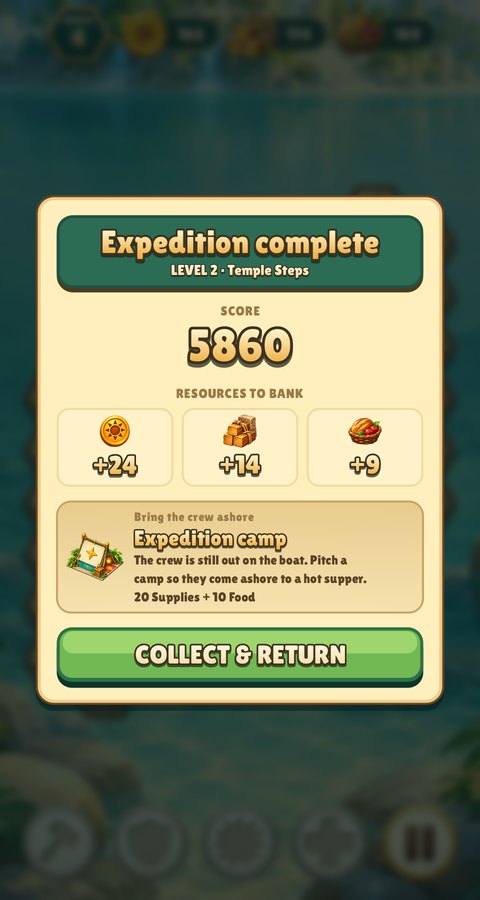 Expedition complete
LEVEL 2 · Temple Steps
SCORE
5860
RESOURCES TO BANK
+24
+14
+9
Bring the crew ashore
Expedition camp
The crew is still out on the boat. Pitch a
camp so they come ashore to a hot supper.
20 Supplies + 10 Food
COLLECT & RETURN